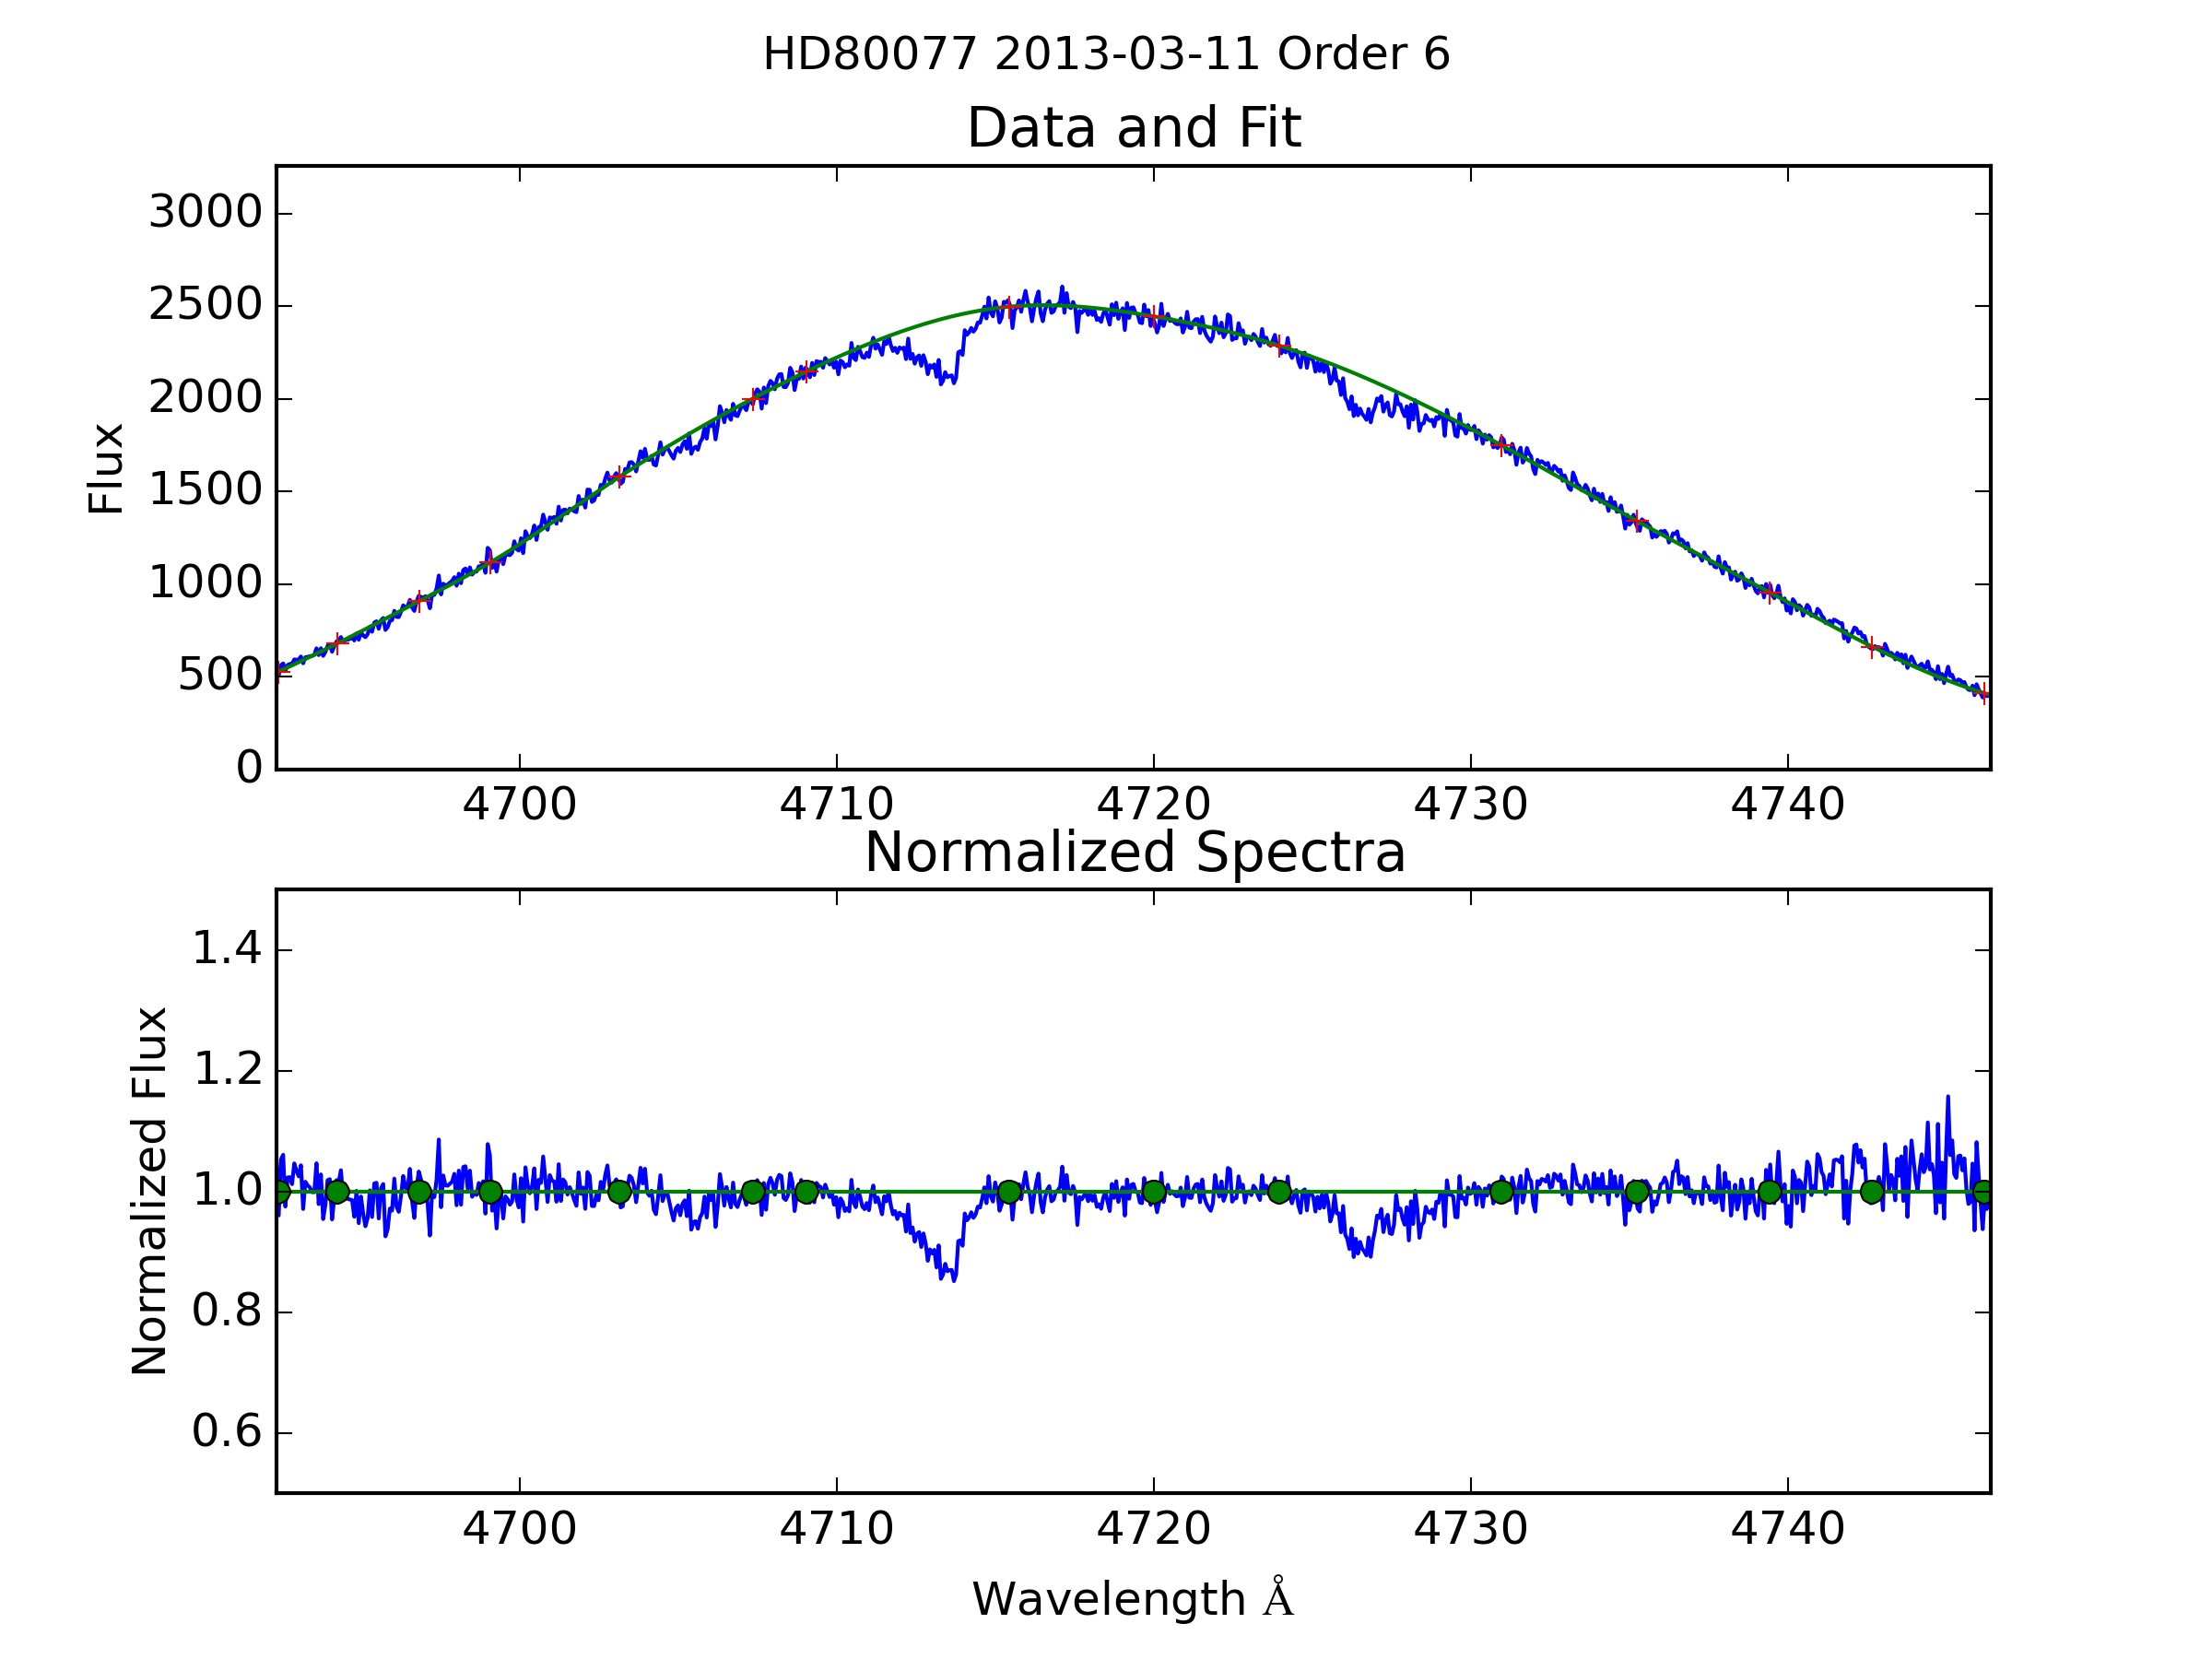 HD80077 2013-03-11 Order 6
Data and Fit
3000
2500
2000
1500
1000
500
0
Flux
4700 4710 4720 4730 4740
Normalized Spectra
1.4
1.2
1.0
0.8
0.6
Normalized Flux
4700 4710 4720 4730 4740
Wavelength Å